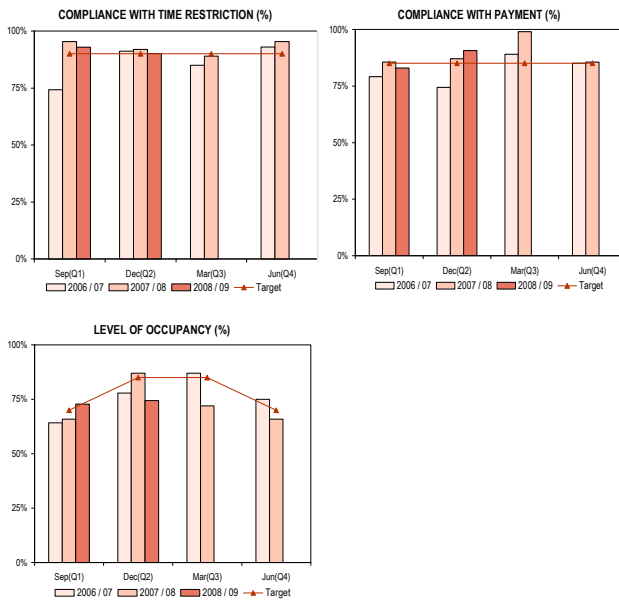 COMPLIANCE WITH TIME RESTRICTION (%)
100%
75%
50%
25%
0%
Sep(Q1) Dec(Q2) Mar(Q3) Jun(Q4)
2006 / 07 2007 / 08 2008 / 09 Target
COMPLIANCE WITH PAYMENT (%)
100%
75%
50%
25%
0%
Sep(Q1) Dec(Q2) Mar(Q3) Jun(Q4)
2006 / 07 2007 / 08 2008 / 09 Target
LEVEL OF OCCUPANCY (%)
100%
75%
50%
25%
0%
Sep(Q1) Dec(Q2) Mar(Q3) Jun(Q4)
2006 / 07 2007 / 08 2008 / 09 Target